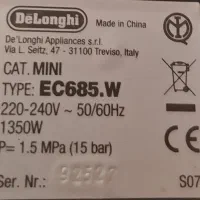 DeLonghi
Made in China
De'Longhi Appliances s.r.l.
Via L. Seitz, 47 - 31100 Treviso, Italy
CAT. MINI
TYPE: EC685.W
220-240V ~ 50/60Hz
1350W
P= 1.5 MPa (15 bar)
CE
Ser. Nr.:
S07